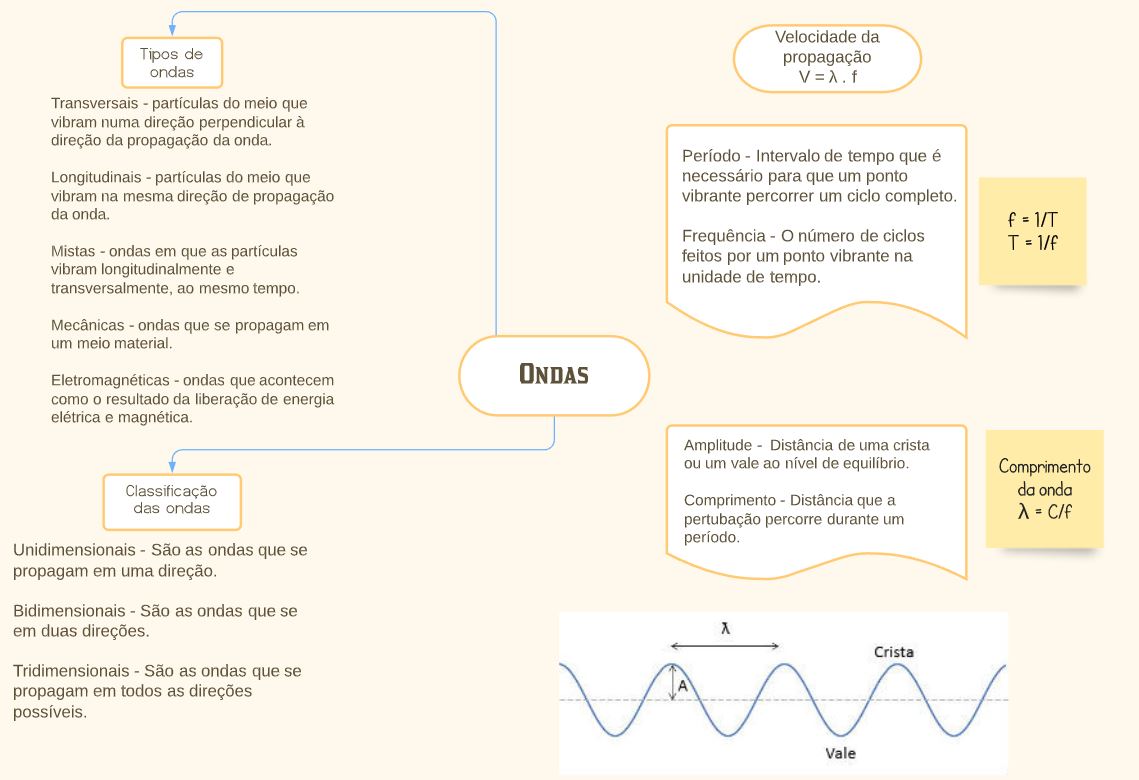 Tipos de
ondas
Transversais - partículas do meio que
vibram numa direção perpendicular à
direção da propagação da onda.
Longitudinais - partículas do meio que
vibram na mesma direção de propagação
da onda.
Mistas - ondas em que as partículas
vibram longitudinalmente e
transversalmente, ao mesmo tempo.
Mecânicas - ondas que se propagam em
um meio material.
Eletromagnéticas - ondas que acontecem
como o resultado da liberação de energia
elétrica e magnética.
Classificação
das ondas
Unidimensionais - São as ondas que se
propagam em uma direção.
Bidimensionais - São as ondas que se
em duas direções.
Tridimensionais - São as ondas que se
propagam em todos as direções
possíveis.
ONDAS
Velocidade da
propagação
V = λ . f
Período - Intervalo de tempo que é
necessário para que um ponto
vibrante percorrer um ciclo completo.
Frequência - O número de ciclos
feitos por um ponto vibrante na
unidade de tempo.
f = 1/T
T = 1/f
Amplitude - Distância de uma crista
ou um vale ao nível de equilíbrio.
Comprimento - Distância que a
pertubação percorre durante um
período.
Comprimento
da onda
λ = C/f
λ
Crista
A
Vale